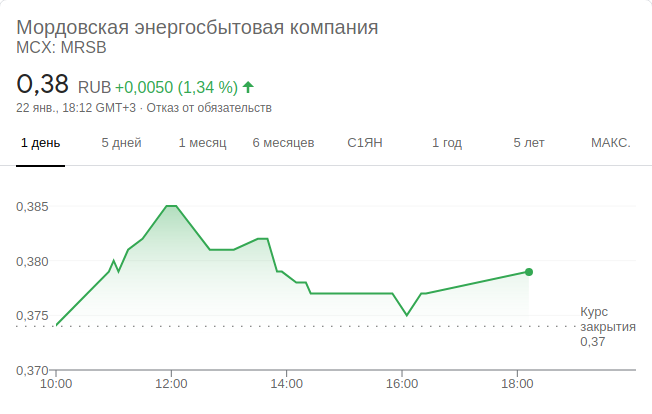 Мордовская энергосбытовая компания
MCX: MRSB
0,38 RUB +0,0050 (1,34 %)
22 янв., 18:12 GMT+3 · Отказ от обязательств
1 день 5 дней 1 месяц 6 месяцев С1ЯН 1 год 5 лет МАКС.
0,385
0,380
0,375
Курс
закрытия
0,37
0,370
10:00 12:00 14:00 16:00 18:00